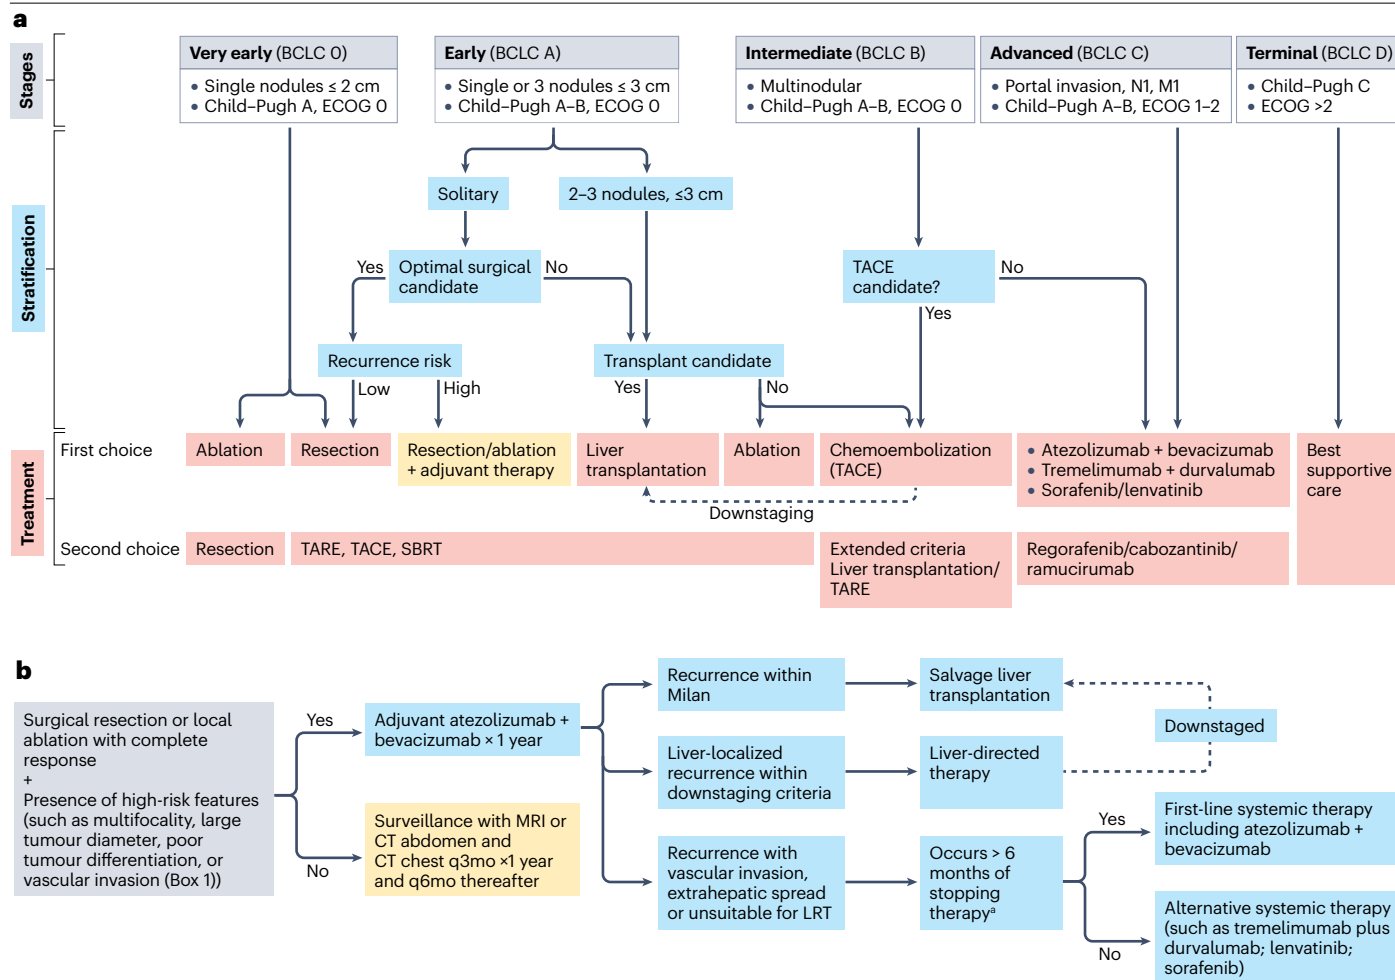 a
Stages
Very early (BCLC 0)
• Single nodules ≤ 2 cm
• Child–Pugh A, ECOG 0
Early (BCLC A)
• Single or 3 nodules ≤ 3 cm
• Child–Pugh A–B, ECOG 0
Intermediate (BCLC B)
• Multinodular
• Child–Pugh A–B, ECOG 0
Advanced (BCLC C)
• Portal invasion, N1, M1
• Child–Pugh A–B, ECOG 1–2
Terminal (BCLC D)
• Child–Pugh C
• ECOG >2
Stratification
Solitary
2–3 nodules, ≤3 cm
Yes
Optimal surgical
candidate
No
TACE
candidate?
No
Yes
Recurrence risk
Low
High
Transplant candidate
Yes
No
Treatment
First choice
Ablation
Resection
Resection/ablation
+ adjuvant therapy
Liver
transplantation
Ablation
Chemoembolization
(TACE)
• Atezolizumab + bevacizumab
• Tremelimumab + durvalumab
• Sorafenib/lenvatinib
Best
supportive
care
Downstaging
Second choice
Resection
TARE, TACE, SBRT
Extended criteria
Liver transplantation/
TARE
Regorafenib/cabozantinib/
ramucirumab
b
Surgical resection or local
ablation with complete
response
+
Presence of high-risk features
(such as multifocality, large
tumour diameter, poor
tumour differentiation, or
vascular invasion (Box 1))
Yes
No
Adjuvant atezolizumab +
bevacizumab × 1 year
Surveillance with MRI or
CT abdomen and
CT chest q3mo ×1 year
and q6mo thereafter
Recurrence within
Milan
Salvage liver
transplantation
Liver-localized
recurrence within
downstaging criteria
Liver-directed
therapy
Downstaged
Recurrence with
vascular invasion,
extrahepatic spread
or unsuitable for LRT
Occurs > 6
months of
stopping
therapyᵃ
Yes
No
First-line systemic therapy
including atezolizumab +
bevacizumab
Alternative systemic therapy
(such as tremelimumab plus
durvalumab; lenvatinib;
sorafenib)